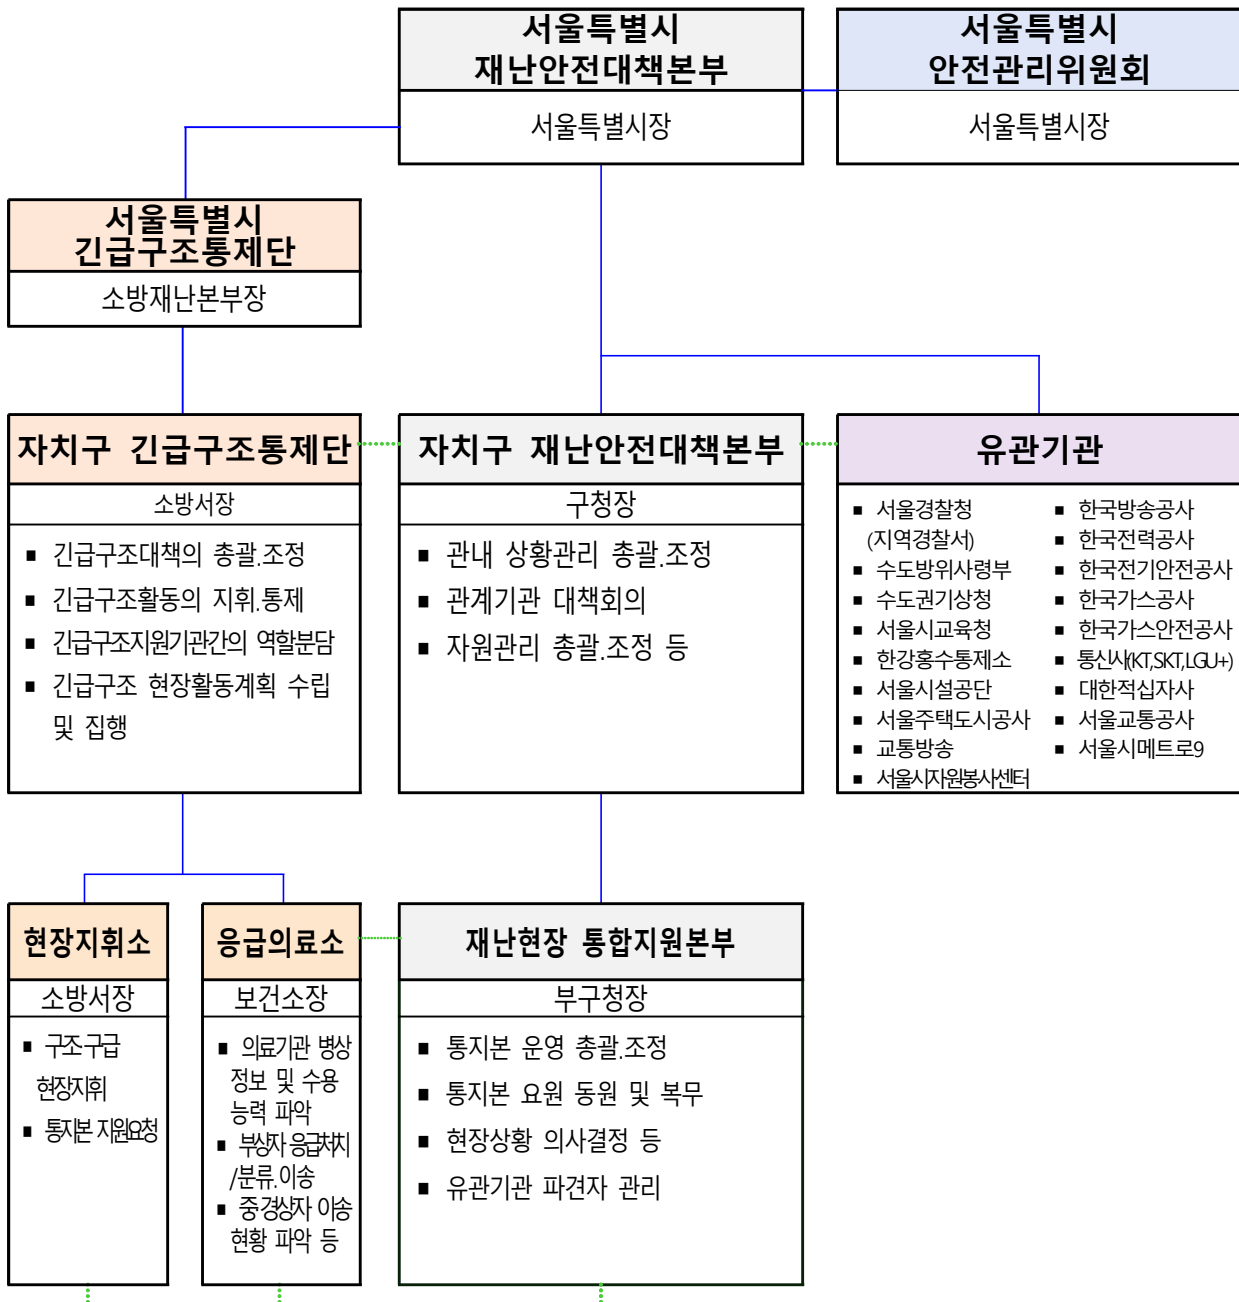 서울특별시
재난안전대책본부
서울특별시장
서울특별시
안전관리위원회
서울특별시장
서울특별시
긴급구조통제단
소방재난본부장
자치구 긴급구조통제단
소방서장
■ 긴급구조대책의 총괄.조정
■ 긴급구조활동의 지휘.통제
■ 긴급구조지원기관간의 역할분담
■ 긴급구조 현장활동계획 수립
및 집행
자치구 재난안전대책본부
구청장
■ 관내 상황관리 총괄.조정
■ 관계기관 대책회의
■ 자원관리 총괄.조정 등
유관기관
■ 서울경찰청
(지역경찰서)
■ 수도방위사령부
■ 수도권기상청
■ 서울시교육청
■ 한강홍수통제소
■ 서울시설공단
■ 서울주택도시공사
■ 교통방송
■ 서울시자원봉사센터
■ 한국방송공사
■ 한국전력공사
■ 한국전기안전공사
■ 한국가스공사
■ 한국가스안전공사
■ 통신사(KT,SKT,LGU+)
■ 대한적십자사
■ 서울교통공사
■ 서울시메트로9
현장지휘소
소방서장
■ 구조·구급
현장지휘
■ 통지본 지원요청
응급의료소
보건소장
■ 의료기관 병상
정보 및 수용
능력 파악
■ 부상자 응급처치
/분류.이송
■ 중·경상자 이송
현황 파악 등
재난현장 통합지원본부
부구청장
■ 통지본 운영 총괄.조정
■ 통지본 요원 동원 및 복무
■ 현장상황 의사결정 등
■ 유관기관 파견자 관리